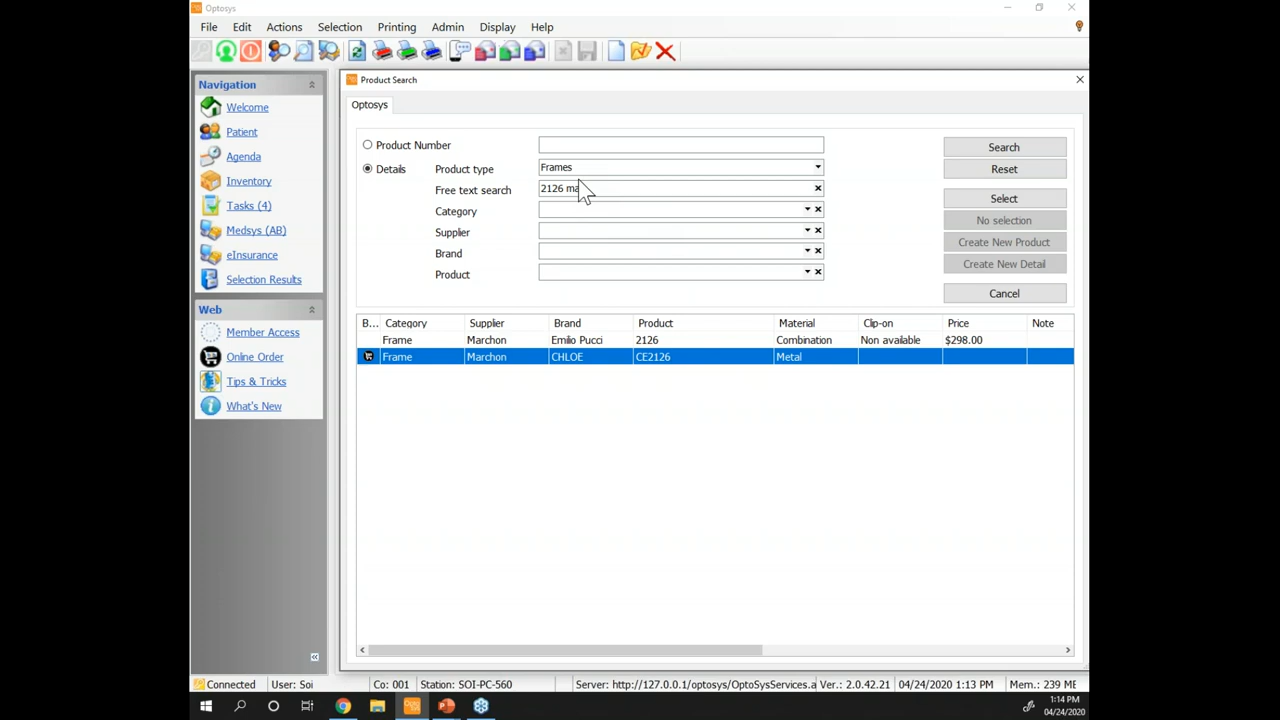 Optosys
File Edit Actions Selection Printing Admin Display Help
Navigation
Welcome
Patient
Agenda
Inventory
Tasks (4)
Medsys (AB)
eInsurance
Selection Results
Web
Member Access
Online Order
Tips & Tricks
What's New
Product Search
Optosys
Product Number
Details Product type Frames
Free text search 2126 ma
Category
Supplier
Brand
Product
Search
Reset
Select
No selection
Create New Product
Create New Detail
Cancel
B... Category Supplier Brand Product Material Clip-on Price Note
Frame Marchon Emilio Pucci 2126 Combination Non available $298.00
Frame Marchon CHLOE CE2126 Metal
Connected User: Soi Co: 001 Station: SOI-PC-560 Server: http://127.0.0.1/optosys/OptoSysServices.a Ver.: 2.0.42.21 04/24/2020 1:13 PM Mem.: 239 ME
1:14 PM
04/24/2020